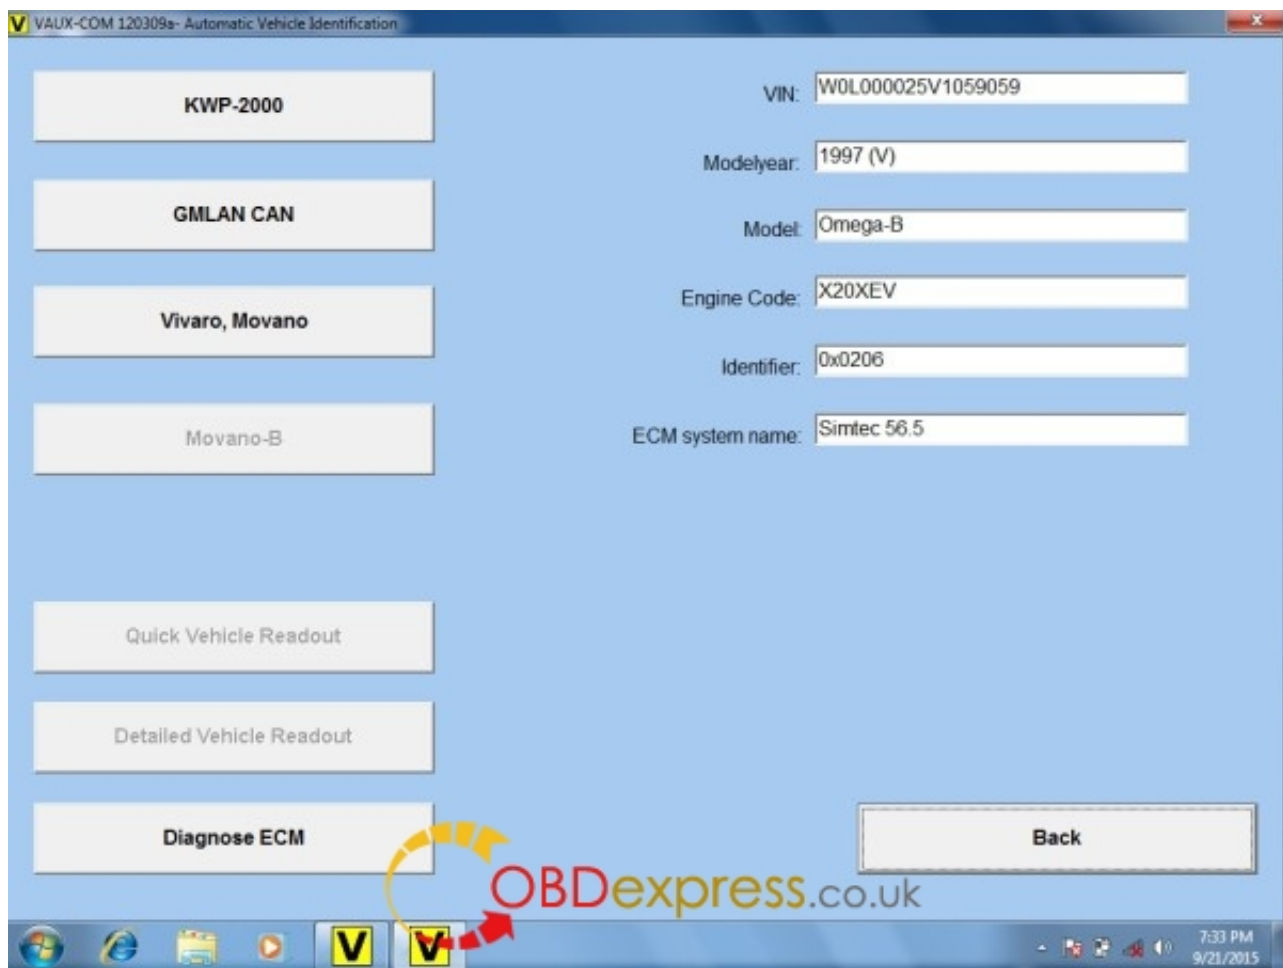 VAUX-COM 120309a- Automatic Vehicle Identification
KWP-2000
GMLAN CAN
Vivaro, Movano
Movano-B
Quick Vehicle Readout
Detailed Vehicle Readout
Diagnose ECM
VIN: W0L000025V1059059
Modelyear: 1997 (V)
Model: Omega-B
Engine Code: X20XEV
Identifier: 0x0206
ECM system name: Simtec 56.5
Back
OBDexpress.co.uk
V V
7:33 PM
9/21/2015